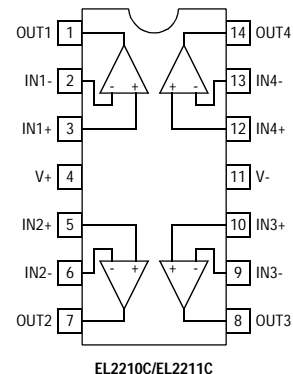 OUT1 1 14 OUT4
IN1- 2 13 IN4-
- + + -
IN1+ 3 12 IN4+
V+ 4 11 V-
IN2+ 5 10 IN3+
- + + -
IN2- 6 9 IN3-
OUT2 7 8 OUT3
EL2210C/EL2211C